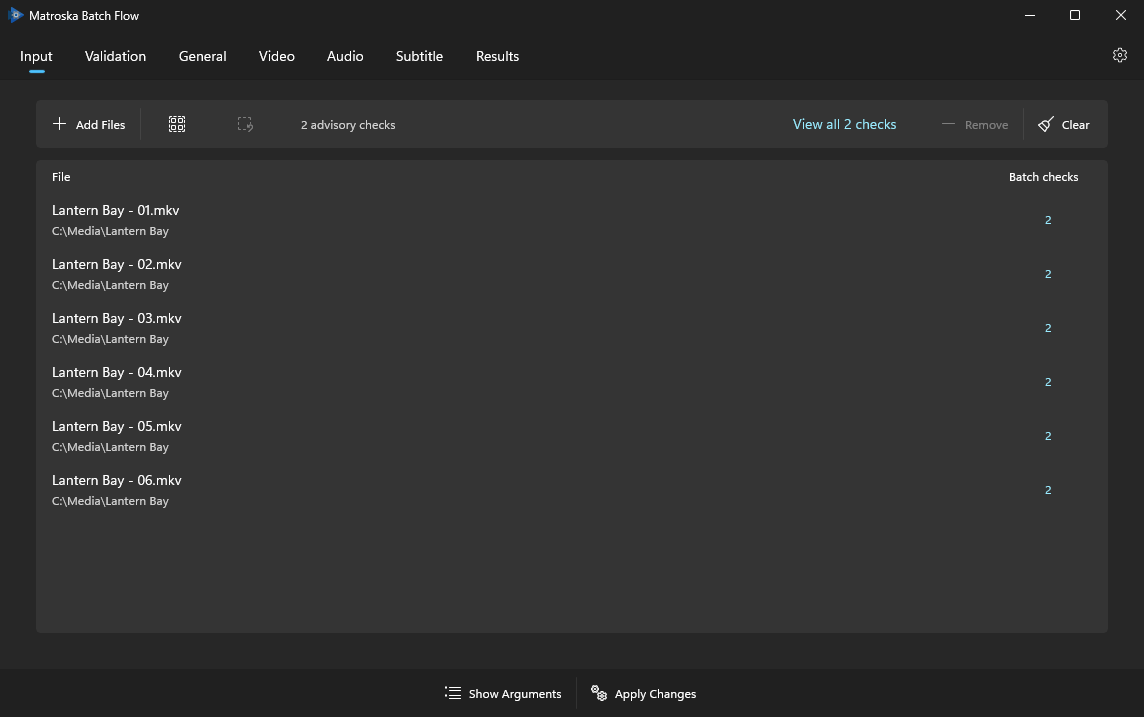 Matroska Batch Flow
Input Validation General Video Audio Subtitle Results
Add Files 2 advisory checks View all 2 checks Remove Clear
File Batch checks
Lantern Bay - 01.mkv
C:\Media\Lantern Bay
2
Lantern Bay - 02.mkv
C:\Media\Lantern Bay
2
Lantern Bay - 03.mkv
C:\Media\Lantern Bay
2
Lantern Bay - 04.mkv
C:\Media\Lantern Bay
2
Lantern Bay - 05.mkv
C:\Media\Lantern Bay
2
Lantern Bay - 06.mkv
C:\Media\Lantern Bay
2
Show Arguments Apply Changes